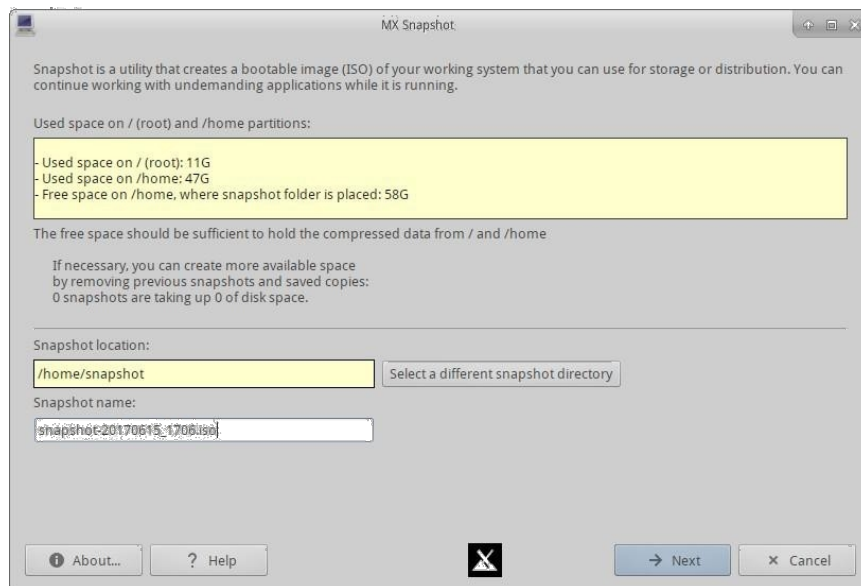 MX Snapshot
Snapshot is a utility that creates a bootable image (ISO) of your working system that you can use for storage or distribution. You can
continue working with undemanding applications while it is running.
Used space on / (root) and /home partitions:
- Used space on / (root): 11G
- Used space on /home: 47G
- Free space on /home, where snapshot folder is placed: 58G
The free space should be sufficient to hold the compressed data from / and /home
If necessary, you can create more available space
by removing previous snapshots and saved copies:
0 snapshots are taking up 0 of disk space.
Snapshot location:
/home/snapshot
Select a different snapshot directory
Snapshot name:
snapshot-20170615_1706.iso
About...
? Help
Next
Cancel